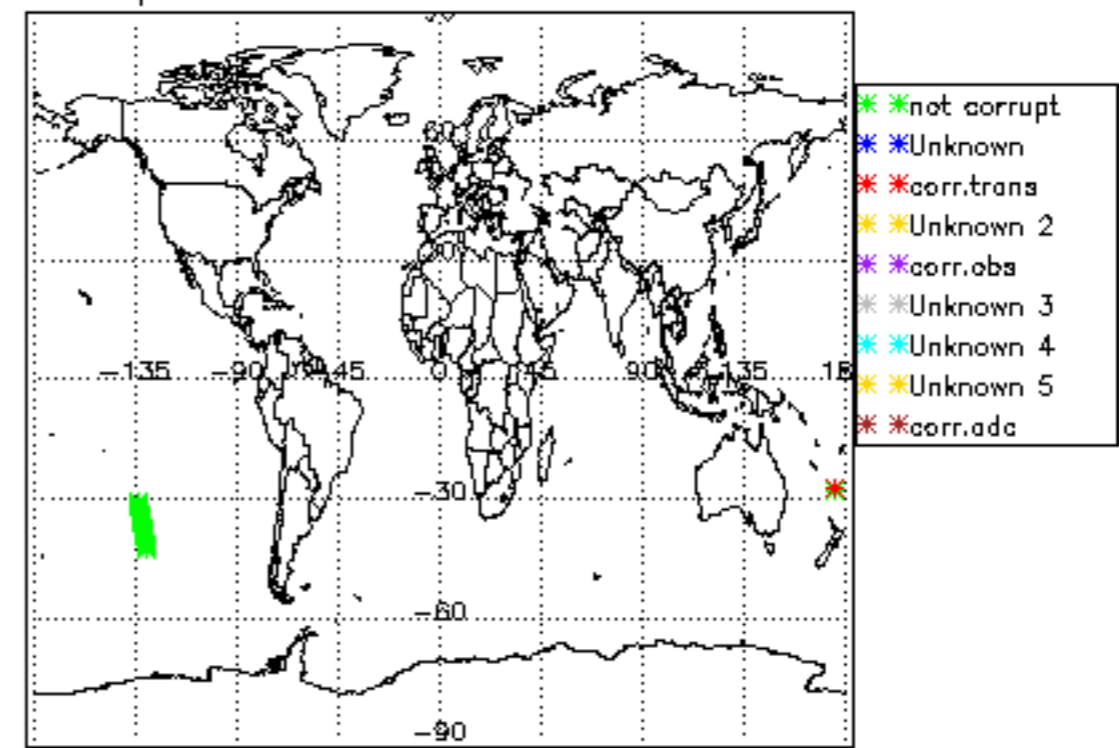 60
-135
-90
-45
0
45
90
135
-30
-60
-90
not corrupt
Unknown
corr.trans
Unknown 2
corr.obs
Unknown 3
Unknown 4
Unknown 5
corr.adc